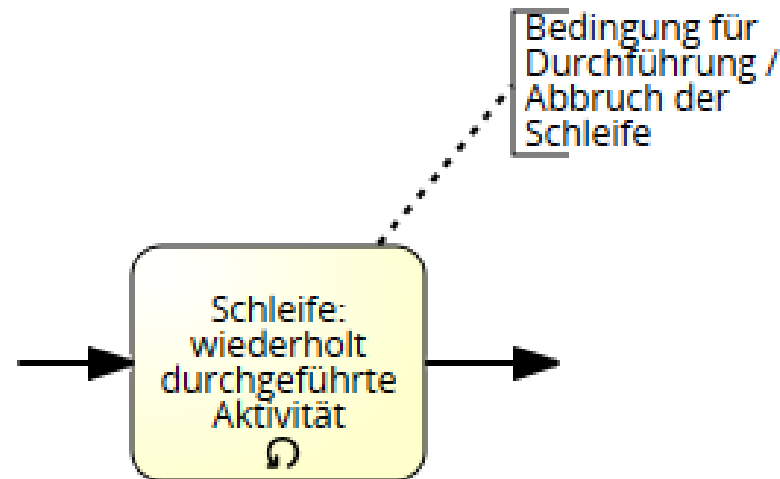 Bedingung für
Durchführung /
Abbruch der
Schleife
Schleife:
wiederholt
durchgeführte
Aktivität